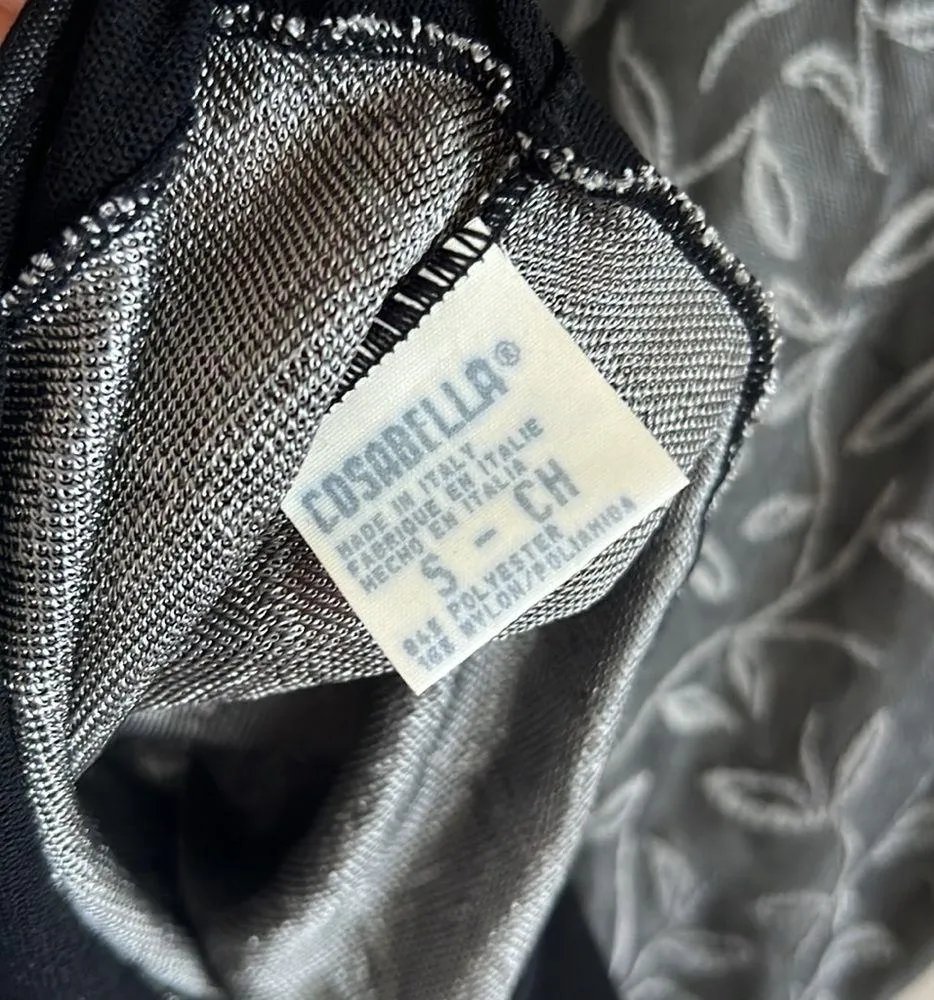 COSABELLA®
MADE IN ITALY
FABRIQUE' EN ITALIE
HECHO EN ITALIA
S - CH
POLYESTER
NYLON/POLIAMIDA